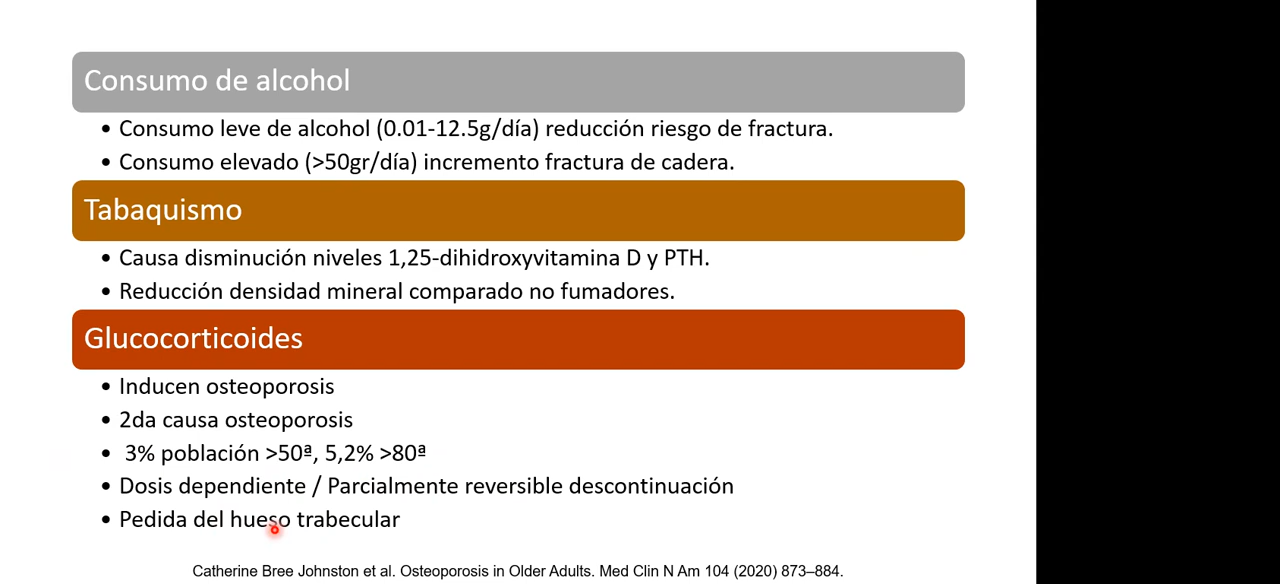 Consumo de alcohol
• Consumo leve de alcohol (0.01-12.5g/día) reducción riesgo de fractura.
• Consumo elevado (>50gr/día) incremento fractura de cadera.
Tabaquismo
• Causa disminución niveles 1,25-dihidroxyvitamina D y PTH.
• Reducción densidad mineral comparado no fumadores.
Glucocorticoides
• Inducen osteoporosis
• 2da causa osteoporosis
• 3% población >50ª, 5,2% >80ª
• Dosis dependiente / Parcialmente reversible descontinuación
• Pedida del hueso trabecular
Catherine Bree Johnston et al. Osteoporosis in Older Adults. Med Clin N Am 104 (2020) 873–884.